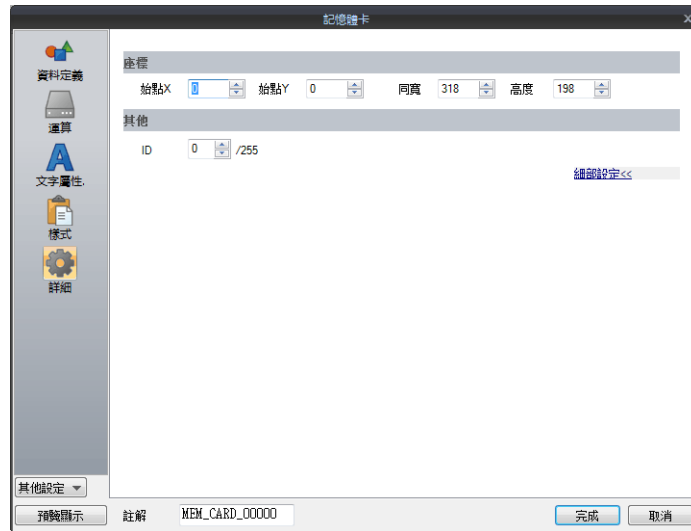 記憶體卡
資料定義
運算
文字屬性.
樣式
詳細
座標
始點X 0 始點Y 0 同寬 318 高度 198
其他
ID 0 /255
細部設定<<
其他設定
預覽顯示 註解 MEM_CARD_00000 完成 取消